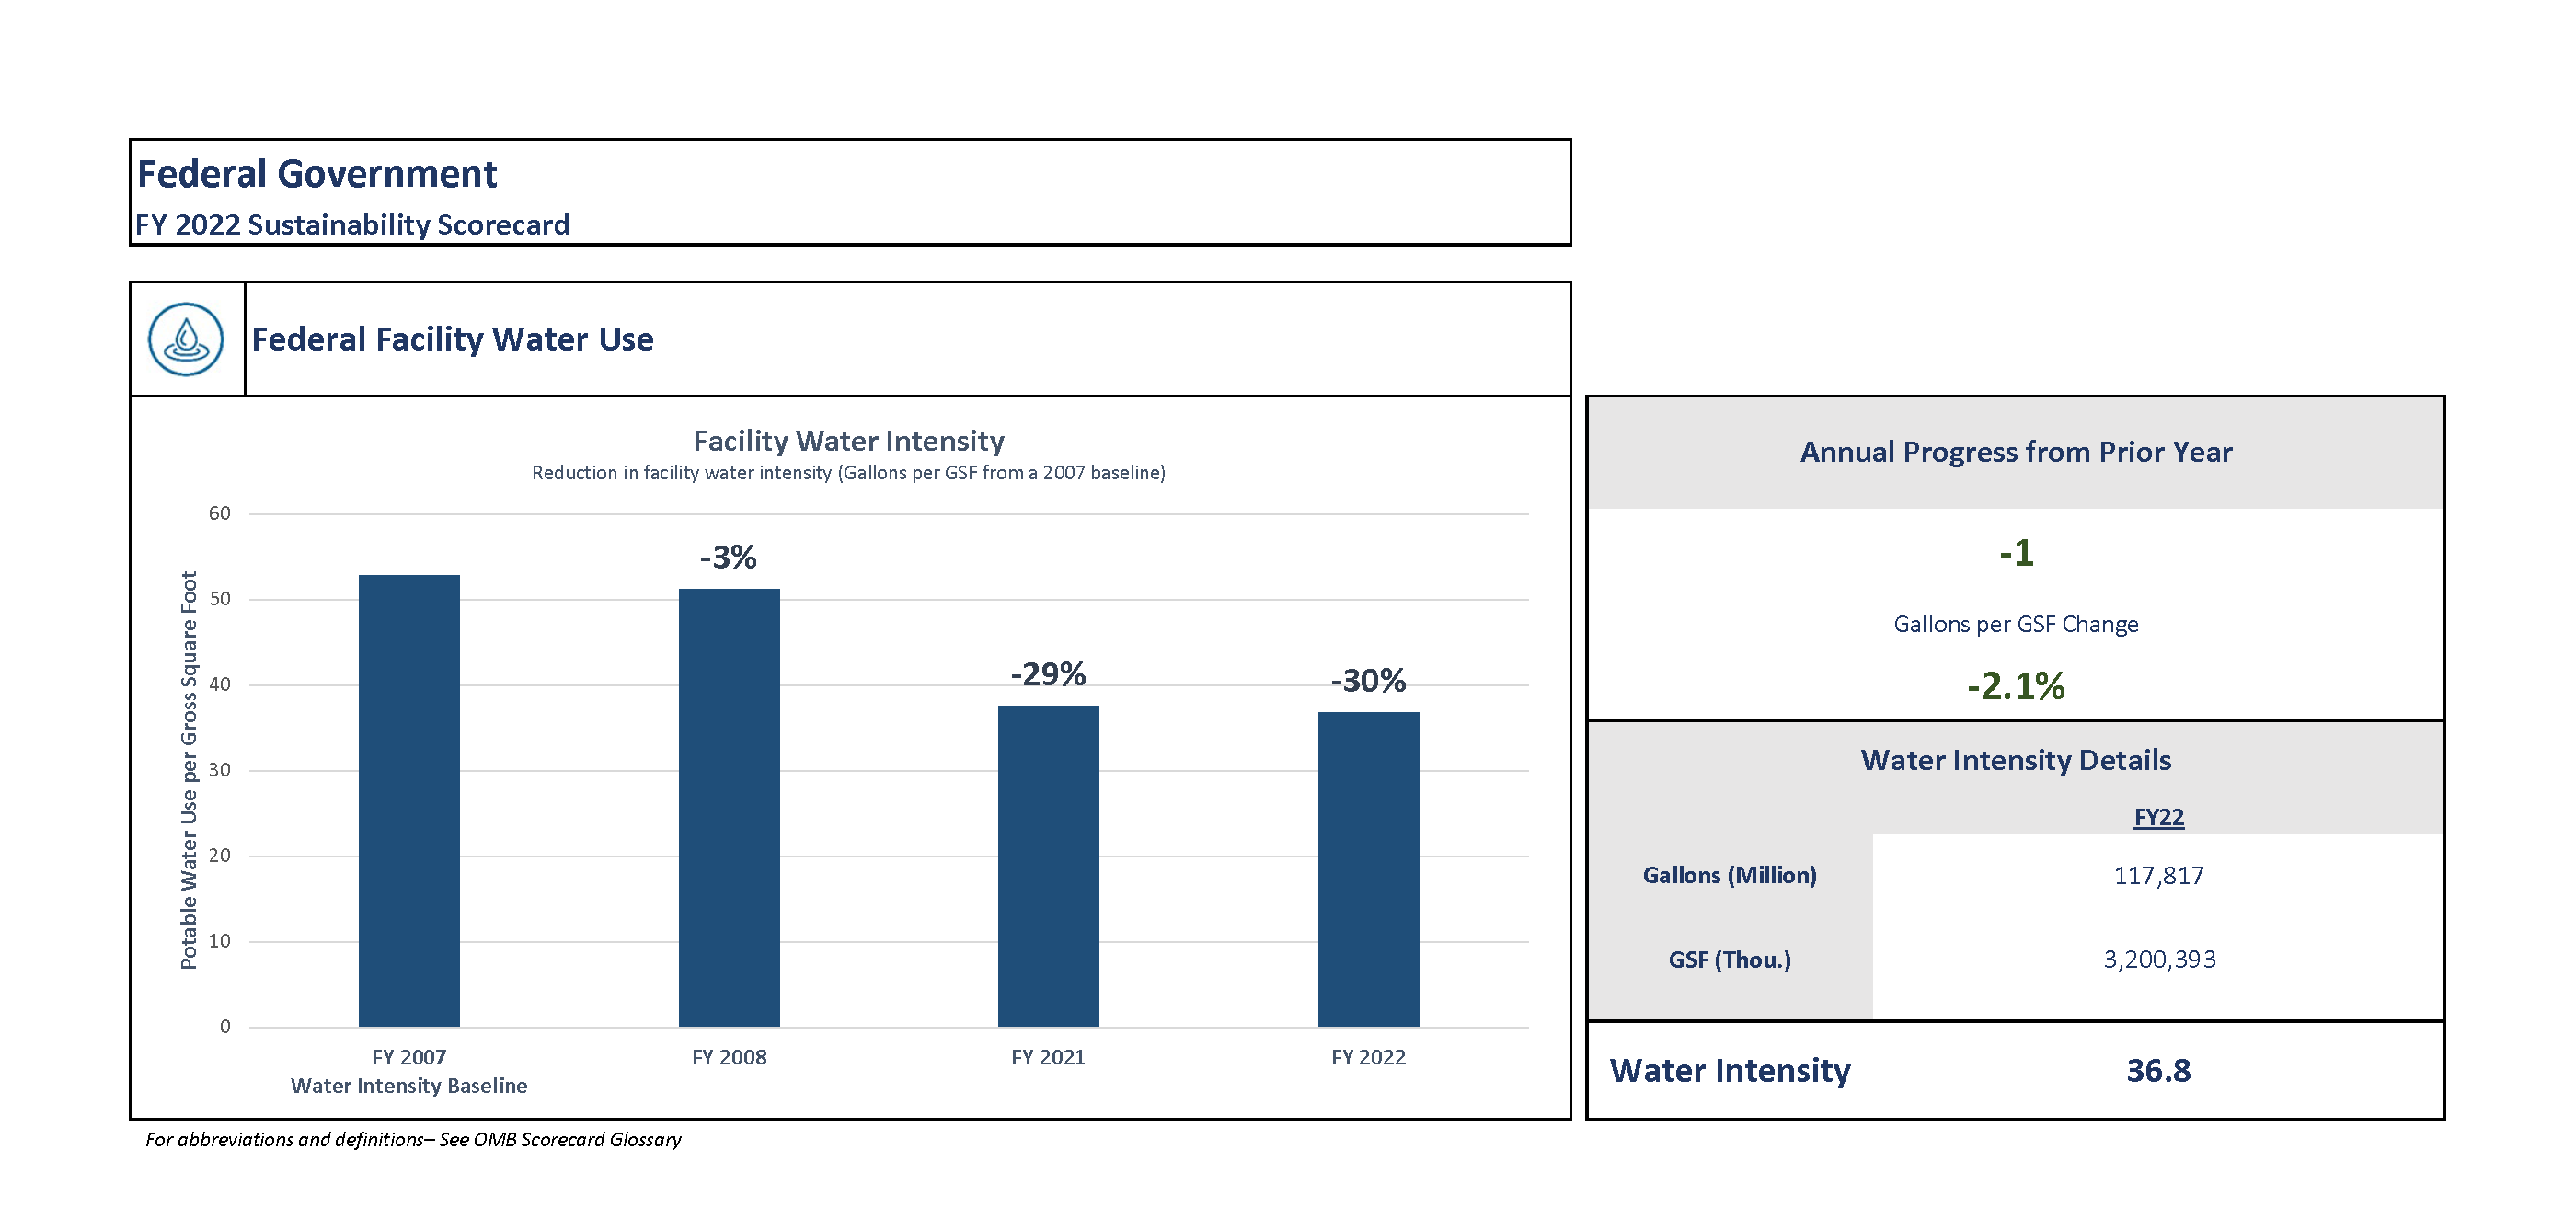 Federal Government
FY 2022 Sustainability Scorecard
Federal Facility Water Use
Facility Water Intensity
Reduction in facility water intensity (Gallons per GSF from a 2007 baseline)
Potable Water Use per Gross Square Foot
60
50
40
30
20
10
0
-3%
-29%
-30%
FY 2007
Water Intensity Baseline
FY 2008
FY 2021
FY 2022
For abbreviations and definitions– See OMB Scorecard Glossary
Annual Progress from Prior Year
-1
Gallons per GSF Change
-2.1%
Water Intensity Details
FY22
Gallons (Million) 117,817
GSF (Thou.) 3,200,393
Water Intensity 36.8